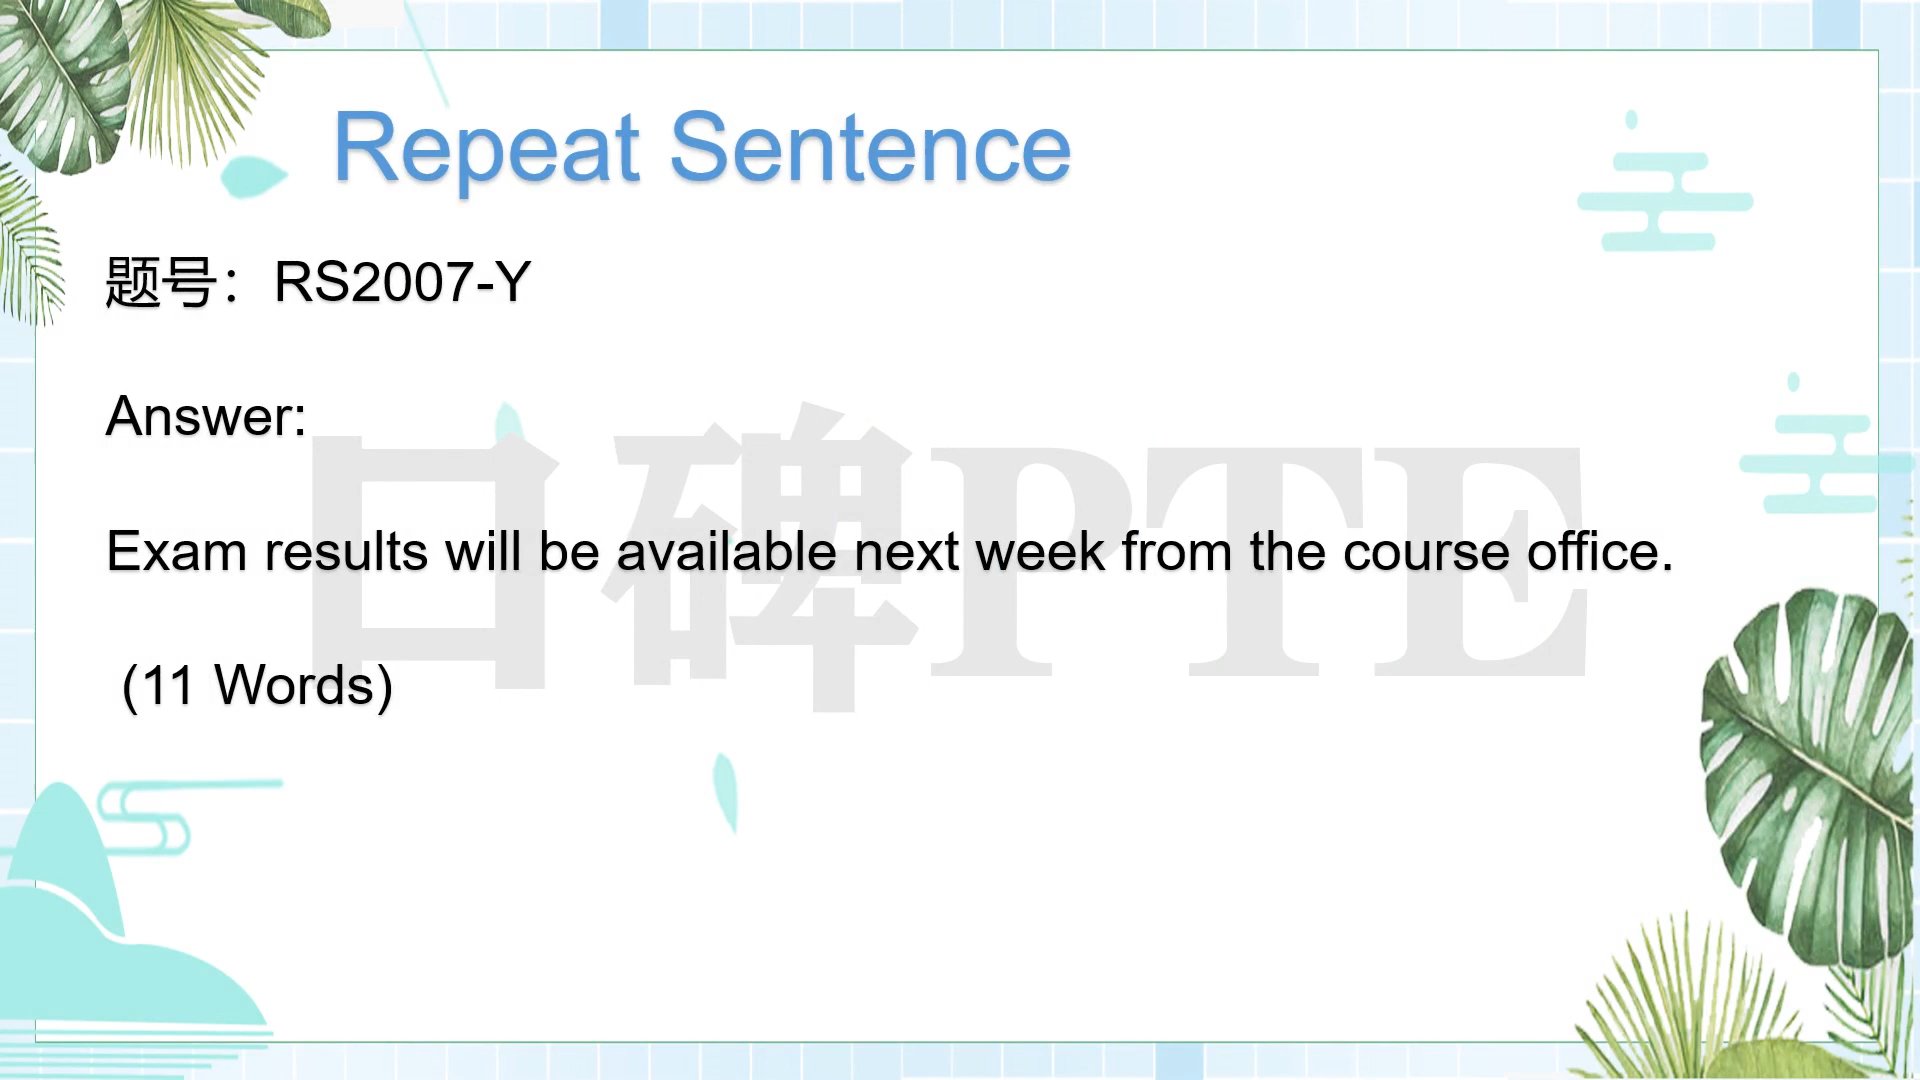 Repeat Sentence
题号：RS2007-Y
Answer:
Exam results will be available next week from the course office.
(11 Words)
口碑PTE